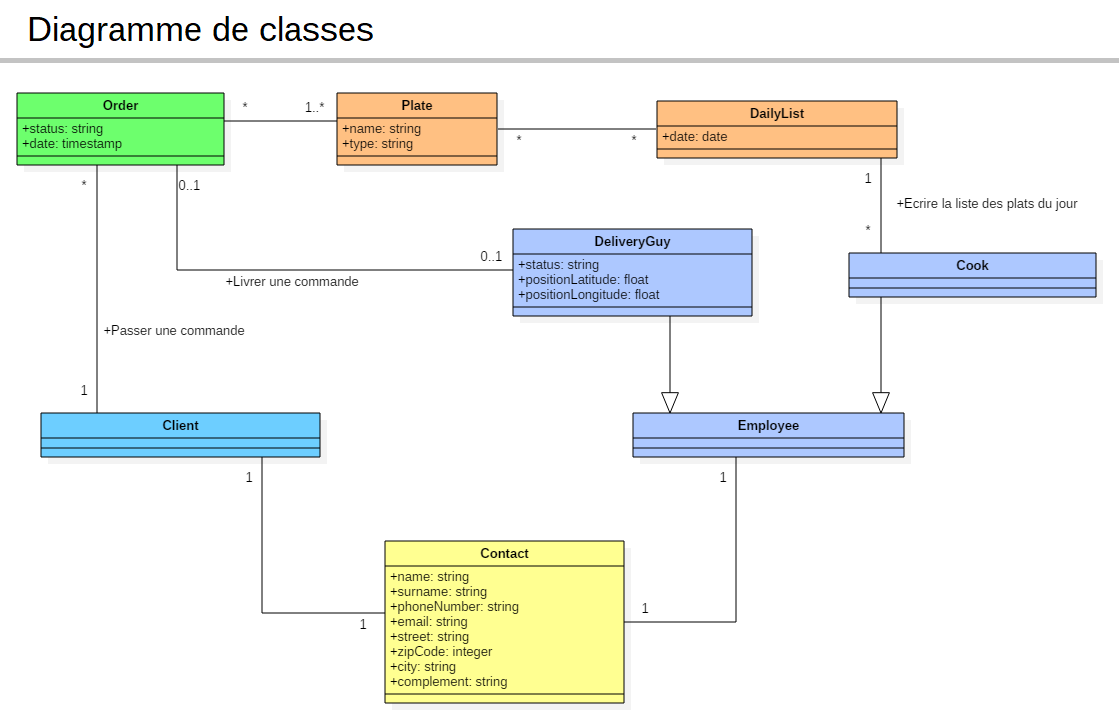 Diagramme de classes
Order
+status: string
+date: timestamp
*
1..*
Plate
+name: string
+type: string
*
*
DailyList
+date: date
*
0..1
1
+Ecrire la liste des plats du jour
*
0..1
+Livrer une commande
DeliveryGuy
+status: string
+positionLatitude: float
+positionLongitude: float
Cook
+Passer une commande
1
Client
Employee
1
1
Contact
+name: string
+surname: string
+phoneNumber: string
+email: string
+street: string
+zipCode: integer
+city: string
+complement: string
1
1